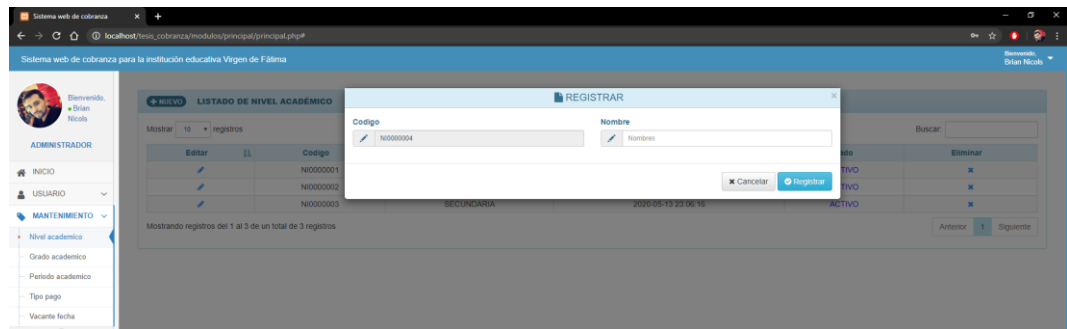 Sistema web de cobranza
localhost/tesis_cobranza/modulos/principal/principal.php#
Sistema web de cobranza para la institución educativa Virgen de Fátima
Bienvenido,
Brian Nicols
Bienvenido,
Brian
Nicols
ADMINISTRADOR
INICIO
USUARIO
MANTENIMIENTO
Nivel academico
Grado academico
Periodo academico
Tipo pago
Vacante fecha
NUEVO LISTADO DE NIVEL ACADÉMICO
Mostrar 10 registros
Buscar:
Editar Codigo ado Eliminar
NI0000001 TIVO
NI0000002 TIVO
NI0000003 SECUNDARIA 2020-05-13 23:06:16 ACTIVO
Mostrando registros del 1 al 3 de un total de 3 registros
Anterior 1 Siguiente
REGISTRAR
Codigo Nombre
NI0000004 Nombres
Cancelar Registrar